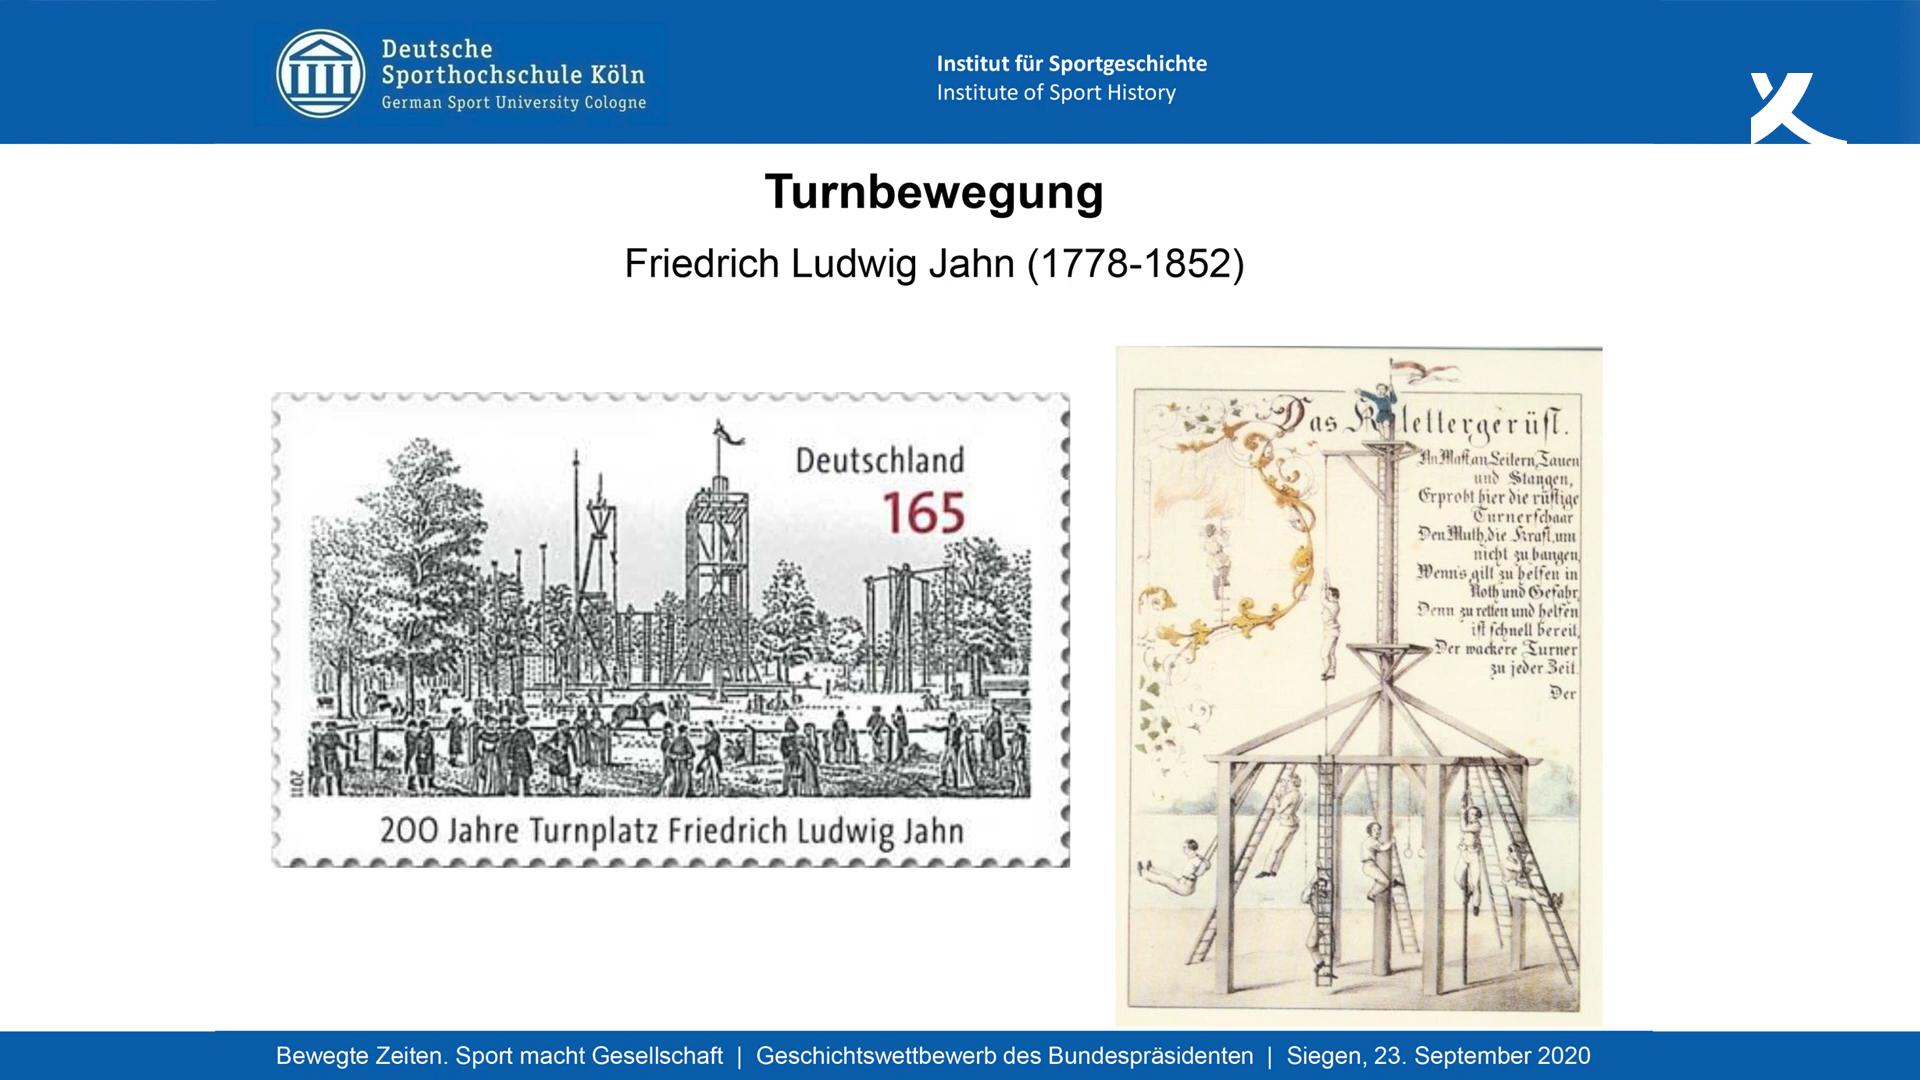 Deutsche
Sporthochschule Köln
German Sport University Cologne
Institut für Sportgeschichte
Institute of Sport History
Turnbewegung
Friedrich Ludwig Jahn (1778-1852)
Deutschland
165
2011
200 Jahre Turnplatz Friedrich Ludwig Jahn
Das Klettergerüst.
An Mast, an Leitern, Tauen
und Stangen,
Erprobt hier die rüstige
Turnerschaar
Den Muth, die Kraft, um
nicht zu bangen,
Wenn's gilt zu helfen in
Noth und Gefahr,
Denn zu retten und helfen
ist schnell bereit,
Der wackere Turner
zu jeder Zeit.
Der
Bewegte Zeiten. Sport macht Gesellschaft | Geschichtswettbewerb des Bundespräsidenten | Siegen, 23. September 2020